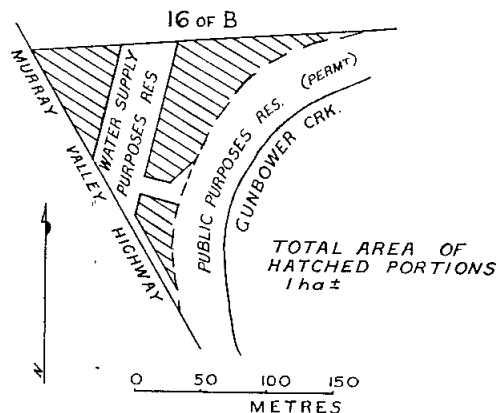 16 OF B
MURRAY
VALLEY
HIGHWAY
WATER SUPPLY
PURPOSES RES
PUBLIC PURPOSES RES. (PERMT)
GUNBOWER CRK.
TOTAL AREA OF
HATCHED PORTIONS
1 ha ±
N
0 50 100 150
METRES